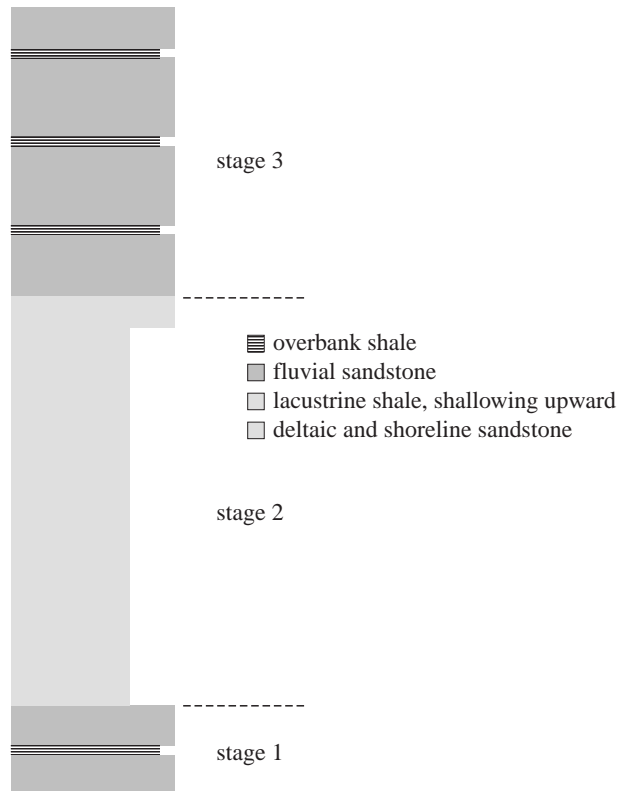 stage 3
overbank shale
fluvial sandstone
lacustrine shale, shallowing upward
deltaic and shoreline sandstone
stage 2
stage 1